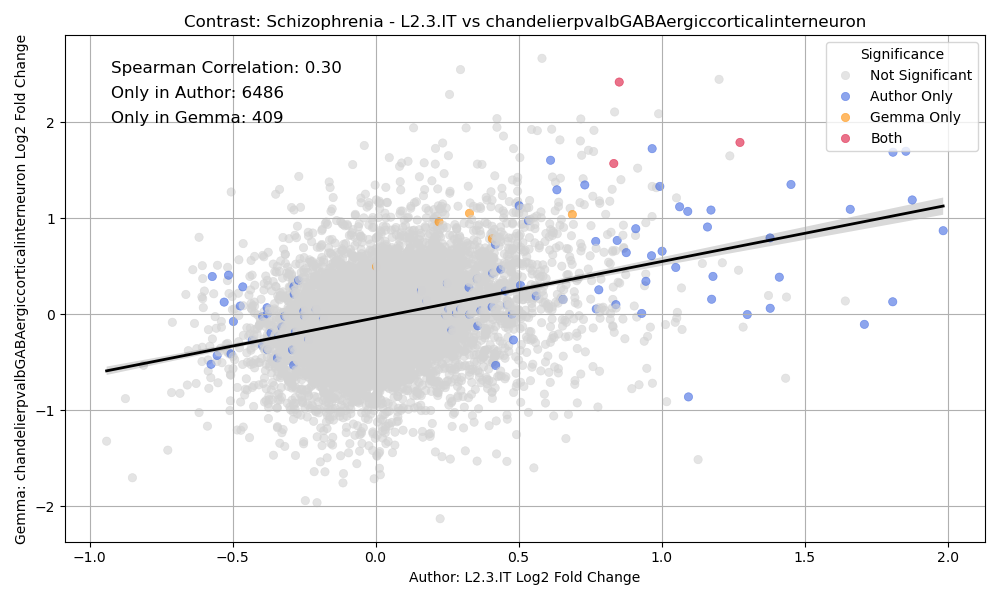 Contrast: Schizophrenia - L2.3.IT vs chandelierpvalbGABAergiccorticalinterneuron
Gemma: chandelierpvalbGABAergiccorticalinterneuron Log2 Fold Change
Spearman Correlation: 0.30
Only in Author: 6486
Only in Gemma: 409
Significance
Not Significant
Author Only
Gemma Only
Both
2
1
0
−1
−2
−1.0
−0.5
0.0
0.5
1.0
1.5
2.0
Author: L2.3.IT Log2 Fold Change